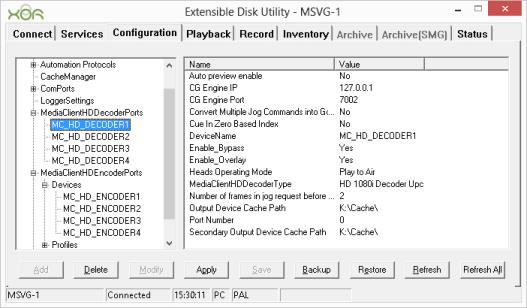 XOR
Extensible Disk Utility - MSVG-1
Connect Services Configuration Playback Record Inventory Archive Archive(SMG) Status
Automation Protocols
CacheManager
ComPorts
LoggerSettings
MediaClientHDDecoderPorts
MC_HD_DECODER1
MC_HD_DECODER2
MC_HD_DECODER3
MC_HD_DECODER4
MediaClientHDEncoderPorts
Devices
MC_HD_ENCODER1
MC_HD_ENCODER2
MC_HD_ENCODER3
MC_HD_ENCODER4
Profiles
Name Value
Auto preview enable No
CG Engine IP 127.0.0.1
CG Engine Port 7002
Convert Multiple Jog Commands into Go... No
Cue In Zero Based Index No
DeviceName MC_HD_DECODER1
Enable_Bypass Yes
Enable_Overlay Yes
Heads Operating Mode Play to Air
MediaClientHDDecoderType HD 1080i Decoder Upc
Number of frames in jog request before ... 2
Output Device Cache Path K:\Cache\
Port Number 0
Secondary Output Device Cache Path K:\Cache\
Add Delete Modify Apply Save Backup Restore Refresh Refresh All
MSVG-1 Connected 15:30:11 PC PAL